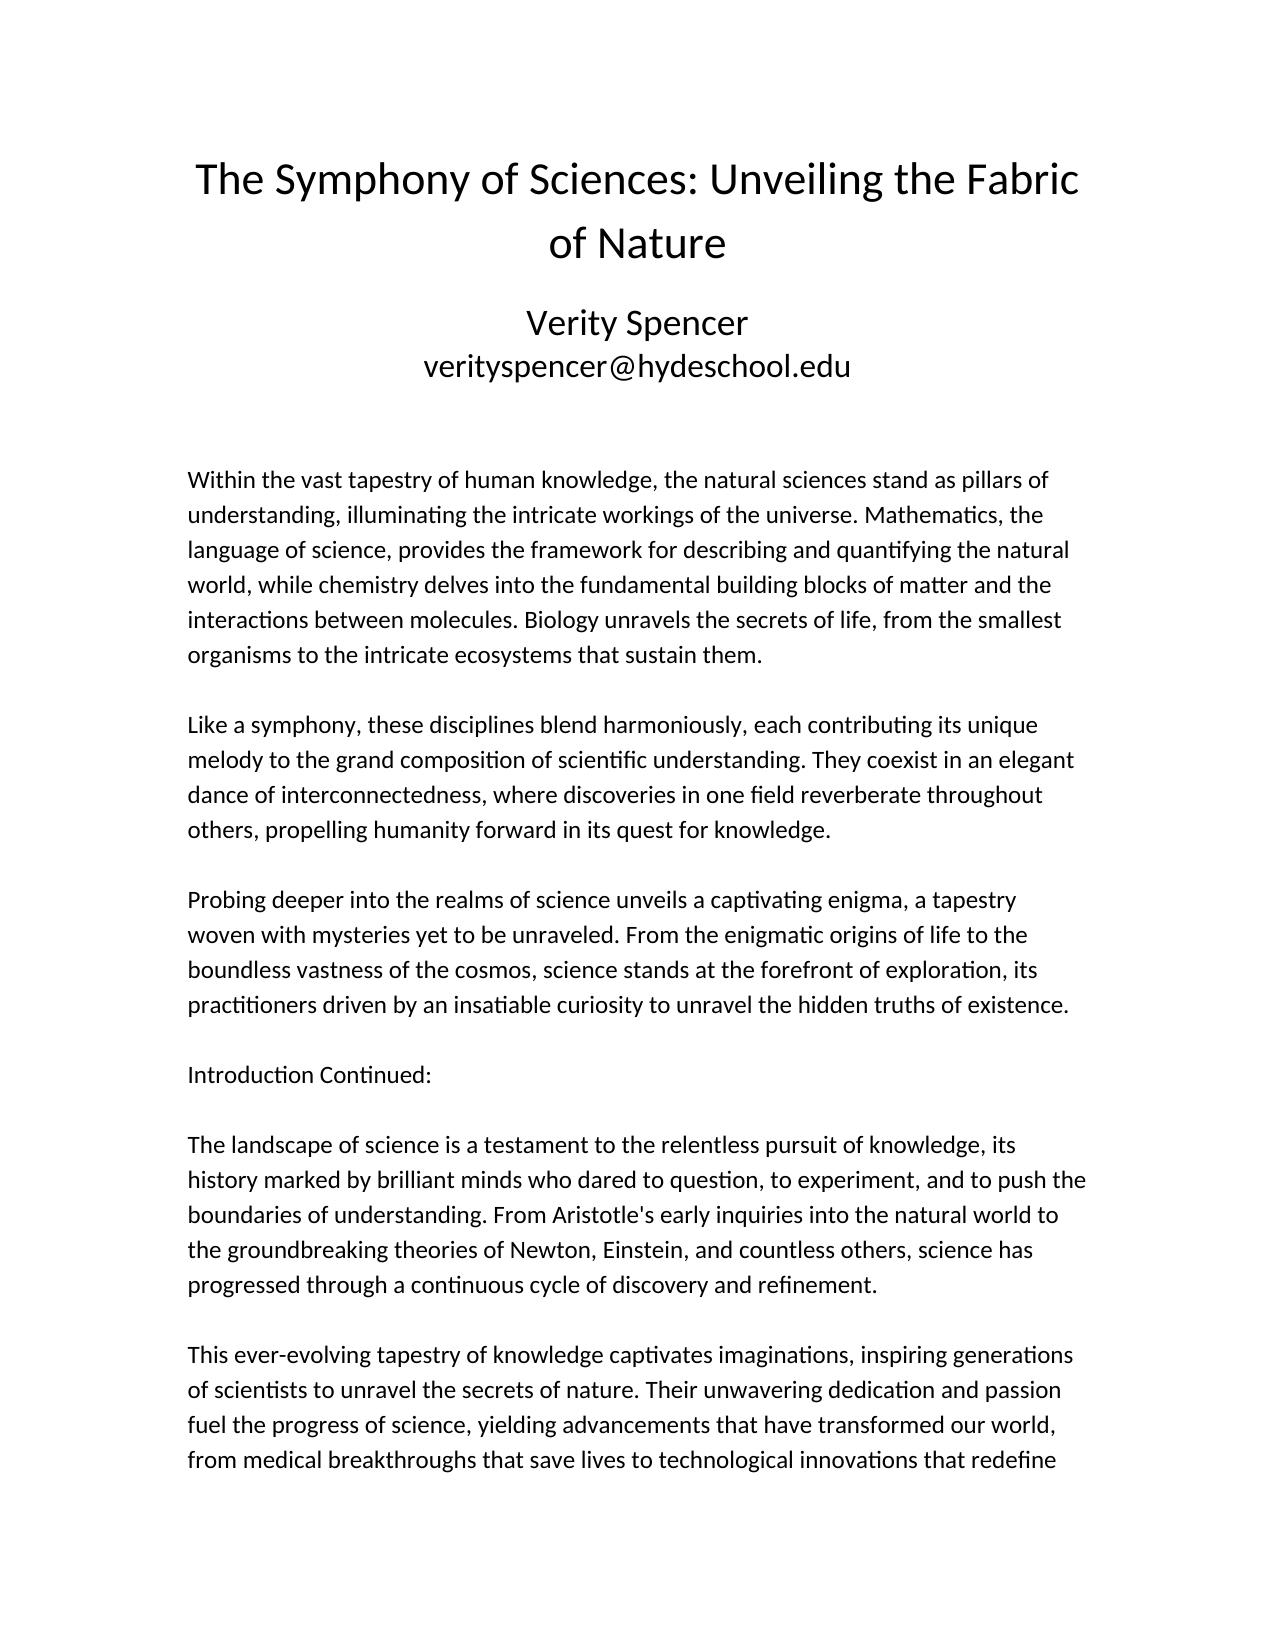 The Symphony of Sciences: Unveiling the Fabric
of Nature
Verity Spencer
verityspencer@hydeschool.edu
Within the vast tapestry of human knowledge, the natural sciences stand as pillars of
understanding, illuminating the intricate workings of the universe. Mathematics, the
language of science, provides the framework for describing and quantifying the natural
world, while chemistry delves into the fundamental building blocks of matter and the
interactions between molecules. Biology unravels the secrets of life, from the smallest
organisms to the intricate ecosystems that sustain them.
Like a symphony, these disciplines blend harmoniously, each contributing its unique
melody to the grand composition of scientific understanding. They coexist in an elegant
dance of interconnectedness, where discoveries in one field reverberate throughout
others, propelling humanity forward in its quest for knowledge.
Probing deeper into the realms of science unveils a captivating enigma, a tapestry
woven with mysteries yet to be unraveled. From the enigmatic origins of life to the
boundless vastness of the cosmos, science stands at the forefront of exploration, its
practitioners driven by an insatiable curiosity to unravel the hidden truths of existence.
Introduction Continued:
The landscape of science is a testament to the relentless pursuit of knowledge, its
history marked by brilliant minds who dared to question, to experiment, and to push the
boundaries of understanding. From Aristotle's early inquiries into the natural world to
the groundbreaking theories of Newton, Einstein, and countless others, science has
progressed through a continuous cycle of discovery and refinement.
This ever-evolving tapestry of knowledge captivates imaginations, inspiring generations
of scientists to unravel the secrets of nature. Their unwavering dedication and passion
fuel the progress of science, yielding advancements that have transformed our world,
from medical breakthroughs that save lives to technological innovations that redefine